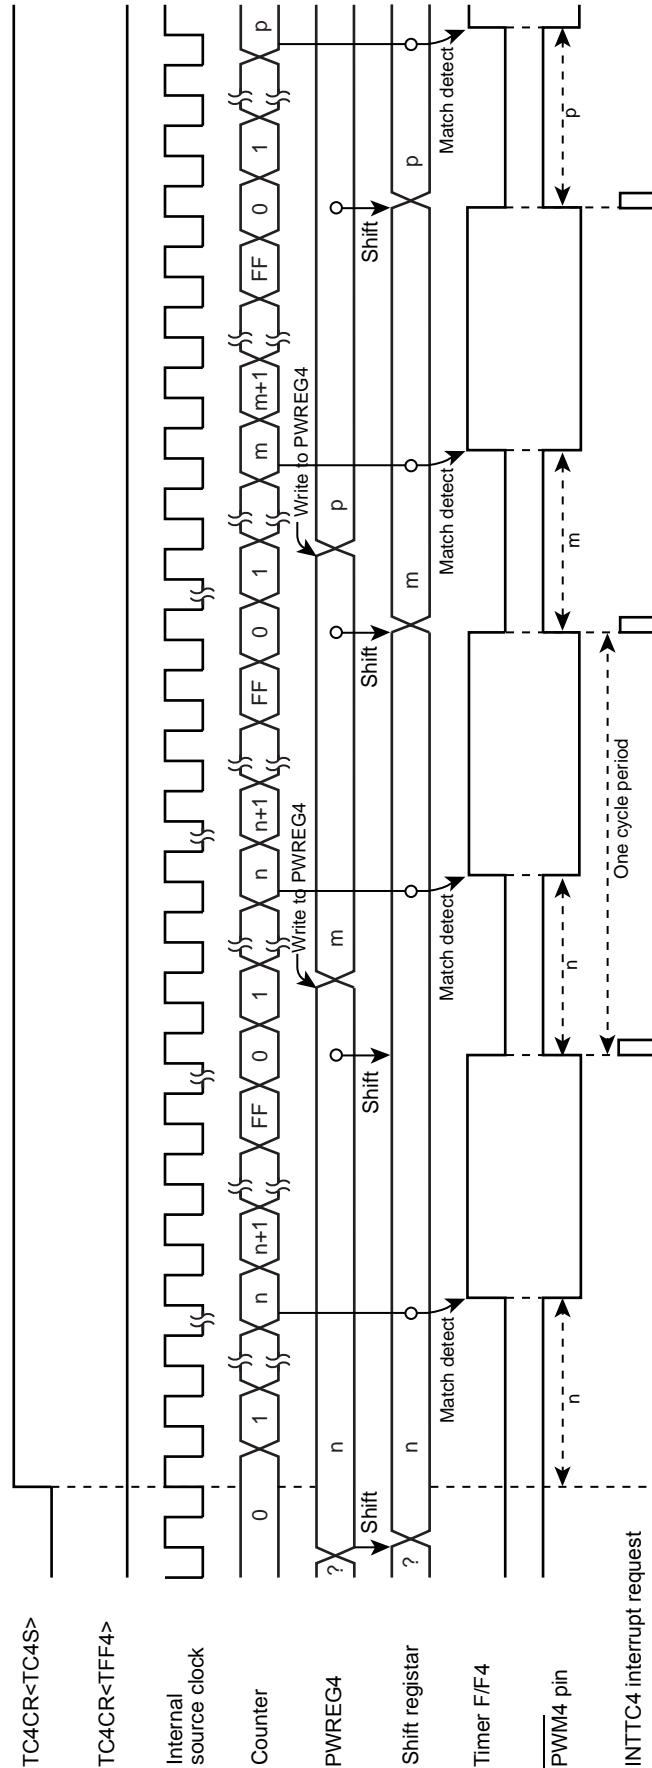 TC4CR<TC4S>
TC4CR<TFF4>
Internal
source clock
Counter
0
1
n
n+1
FF
0
1
n
n+1
FF
0
1
m
m+1
FF
0
1
p
Write to PWREG4
Write to PWREG4
PWREG4
?
n
m
p
Shift
Shift
Shift
Shift
Shift registar
?
n
m
p
Match detect
Match detect
Match detect
Match detect
Timer F/F4
PWM4 pin
n
n
m
p
One cycle period
INTTC4 interrupt request